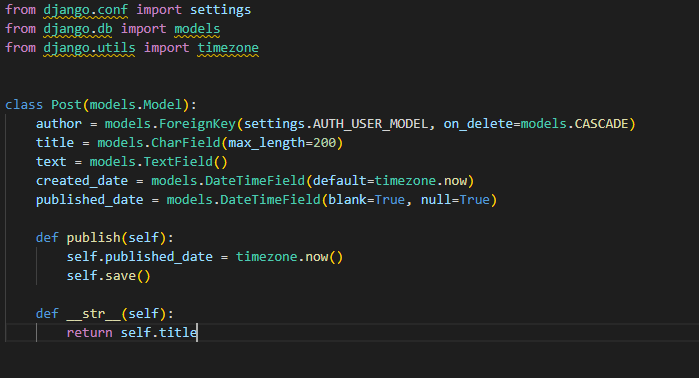 from django.conf import settings
from django.db import models
from django.utils import timezone
class Post(models.Model):
    author = models.ForeignKey(settings.AUTH_USER_MODEL, on_delete=models.CASCADE)
    title = models.CharField(max_length=200)
    text = models.TextField()
    created_date = models.DateTimeField(default=timezone.now)
    published_date = models.DateTimeField(blank=True, null=True)
    def publish(self):
        self.published_date = timezone.now()
        self.save()
    def __str__(self):
        return self.title